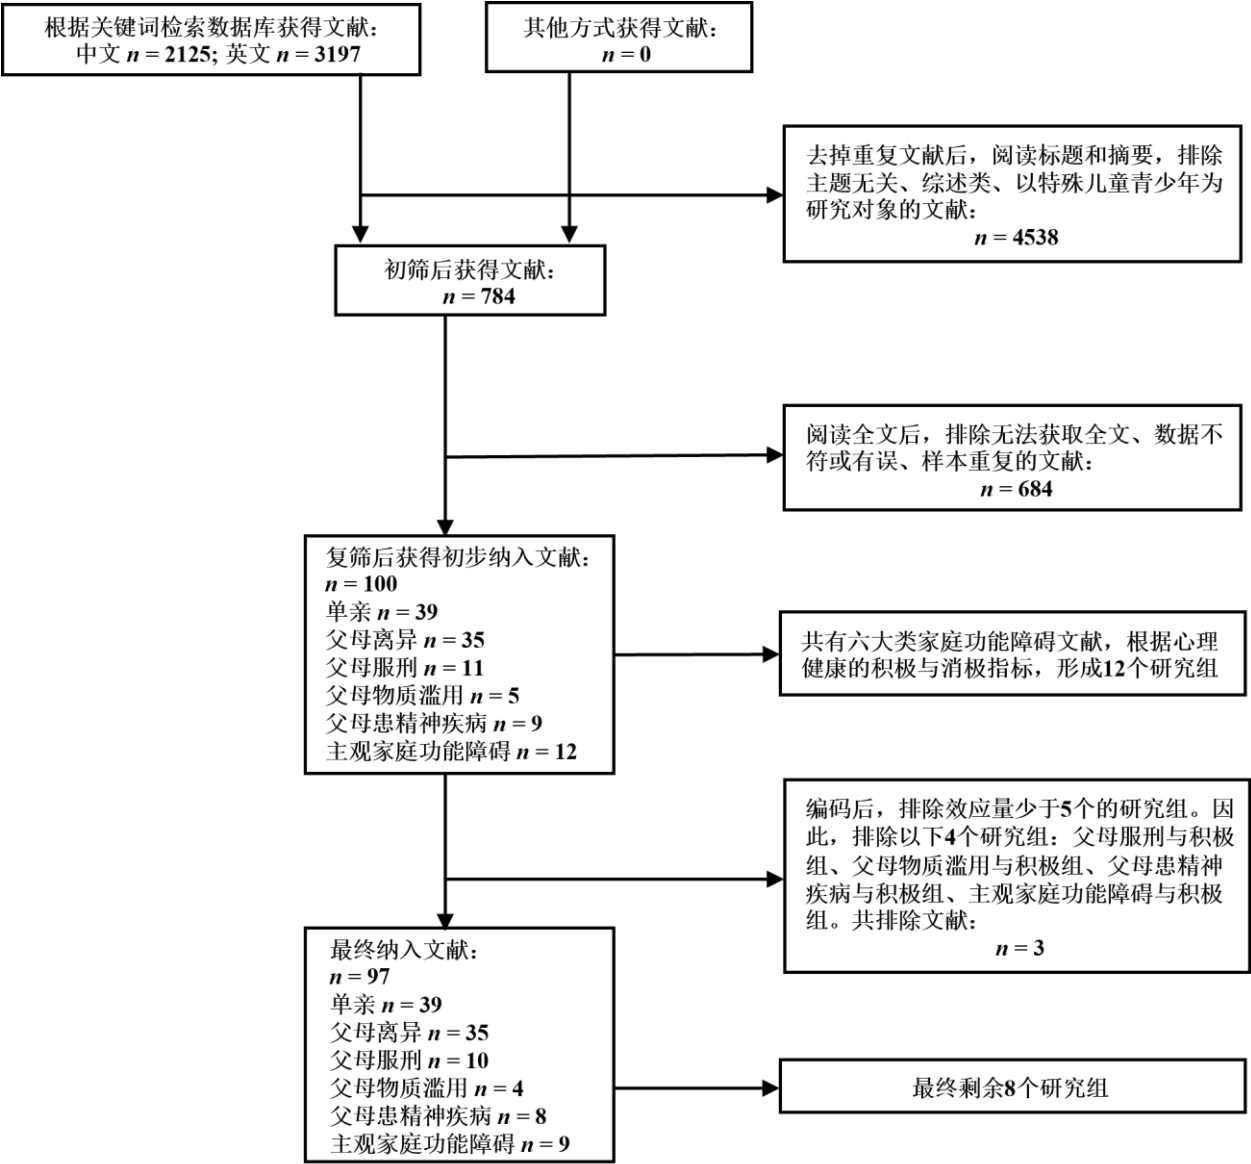 根据关键词检索数据库获得文献：
中文 n = 2125; 英文 n = 3197
其他方式获得文献：
n = 0
去掉重复文献后，阅读标题和摘要，排除
主题无关、综述类、以特殊儿童青少年为
研究对象的文献：
n = 4538
初筛后获得文献：
n = 784
阅读全文后，排除无法获取全文、数据不
符或有误、样本重复的文献：
n = 684
复筛后获得初步纳入文献：
n = 100
单亲 n = 39
父母离异 n = 35
父母服刑 n = 11
父母物质滥用 n = 5
父母患精神疾病 n = 9
主观家庭功能障碍 n = 12
共有六大类家庭功能障碍文献，根据心理
健康的积极与消极指标，形成12个研究组
编码后，排除效应量少于5个的研究组。因
此，排除以下4个研究组：父母服刑与积极
组、父母物质滥用与积极组、父母患精神
疾病与积极组、主观家庭功能障碍与积极
组。共排除文献：
n = 3
最终纳入文献：
n = 97
单亲 n = 39
父母离异 n = 35
父母服刑 n = 10
父母物质滥用 n = 4
父母患精神疾病 n = 8
主观家庭功能障碍 n = 9
最终剩余8个研究组